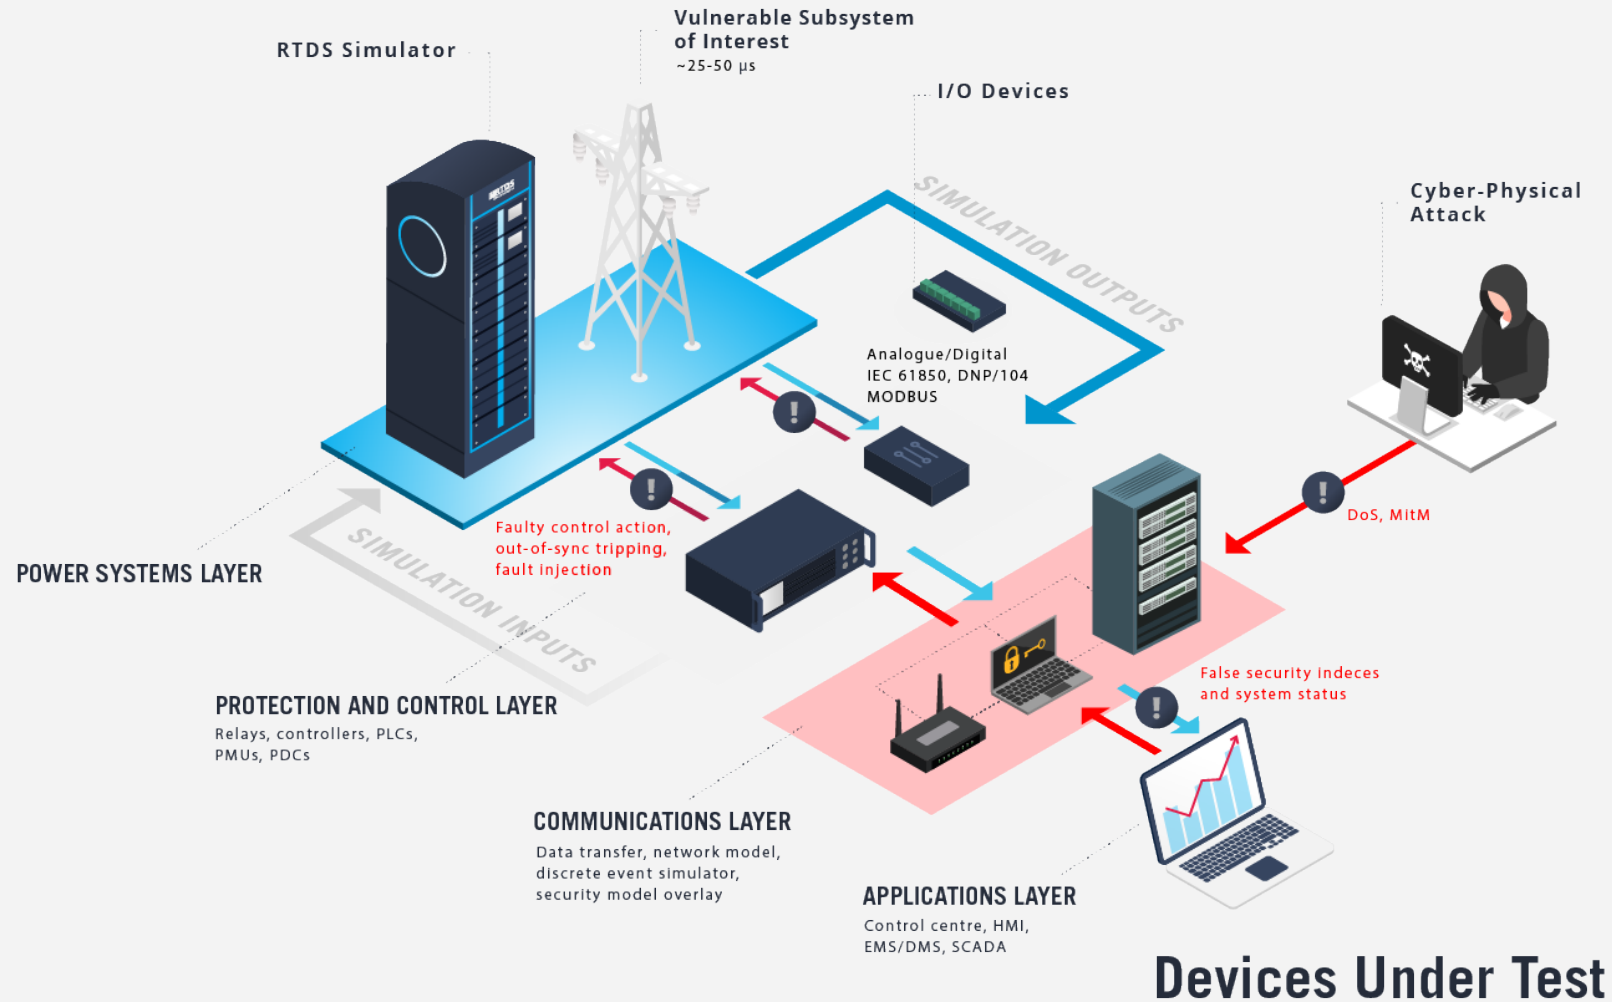 Vulnerable Subsystem
of Interest
~25-50 µs
RTDS Simulator
I/O Devices
Cyber-Physical
Attack
RTDS
SIMULATION OUTPUTS
Analogue/Digital
IEC 61850, DNP/104
MODBUS
!
!
!
DoS, MitM
Faulty control action,
out-of-sync tripping,
fault injection
POWER SYSTEMS LAYER
SIMULATION INPUTS
False security indeces
and system status
!
PROTECTION AND CONTROL LAYER
Relays, controllers, PLCs,
PMUs, PDCs
COMMUNICATIONS LAYER
Data transfer, network model,
discrete event simulator,
security model overlay
APPLICATIONS LAYER
Control centre, HMI,
EMS/DMS, SCADA
Devices Under Test